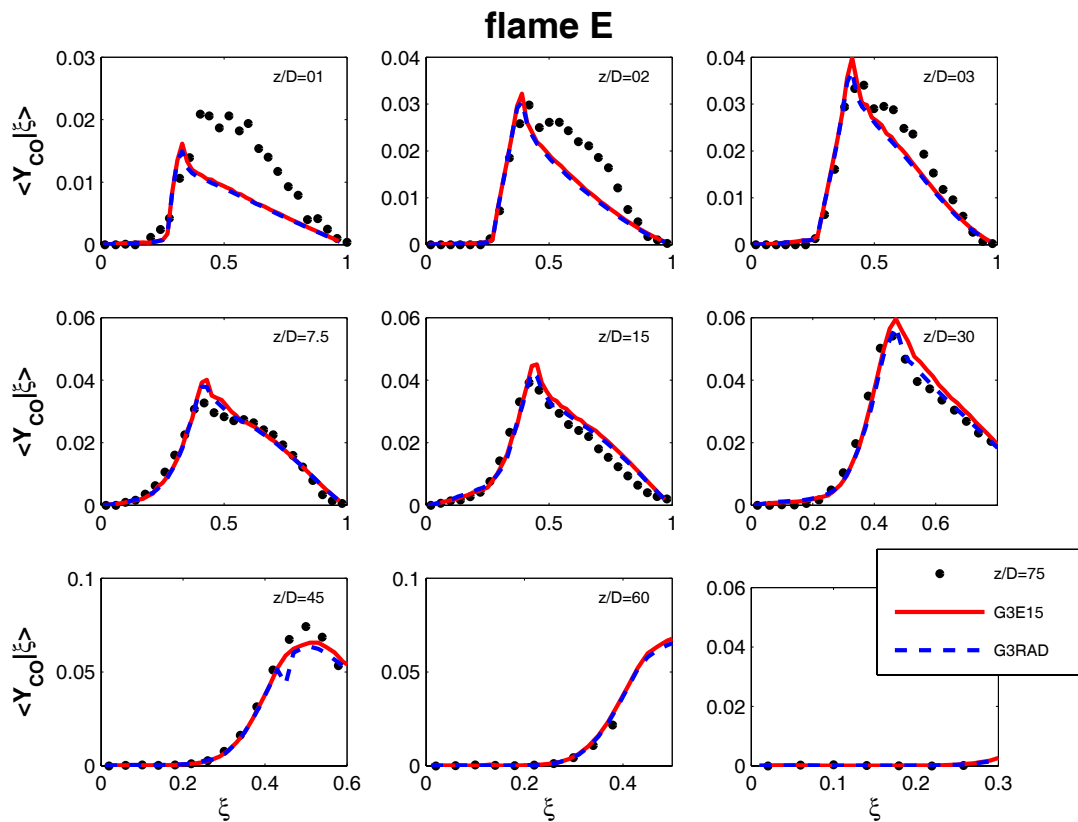 flame E
z/D=01
z/D=02
z/D=03
<Y_CO|ξ>
0.03
0.02
0.01
0
0 0.5 1
0.04
0.03
0.02
0.01
0
0 0.5 1
0.04
0.03
0.02
0.01
0
0 0.5 1
z/D=7.5
z/D=15
z/D=30
<Y_CO|ξ>
0.06
0.04
0.02
0
0 0.5 1
0.06
0.04
0.02
0
0 0.5 1
0.06
0.04
0.02
0
0 0.2 0.4 0.6
z/D=45
z/D=60
z/D=75
G3E15
G3RAD
<Y_CO|ξ>
0.1
0.05
0
0 0.2 0.4 0.6
ξ
0.1
0.05
0
0 0.2 0.4
ξ
0.06
0.04
0.02
0
0 0.1 0.2 0.3
ξ